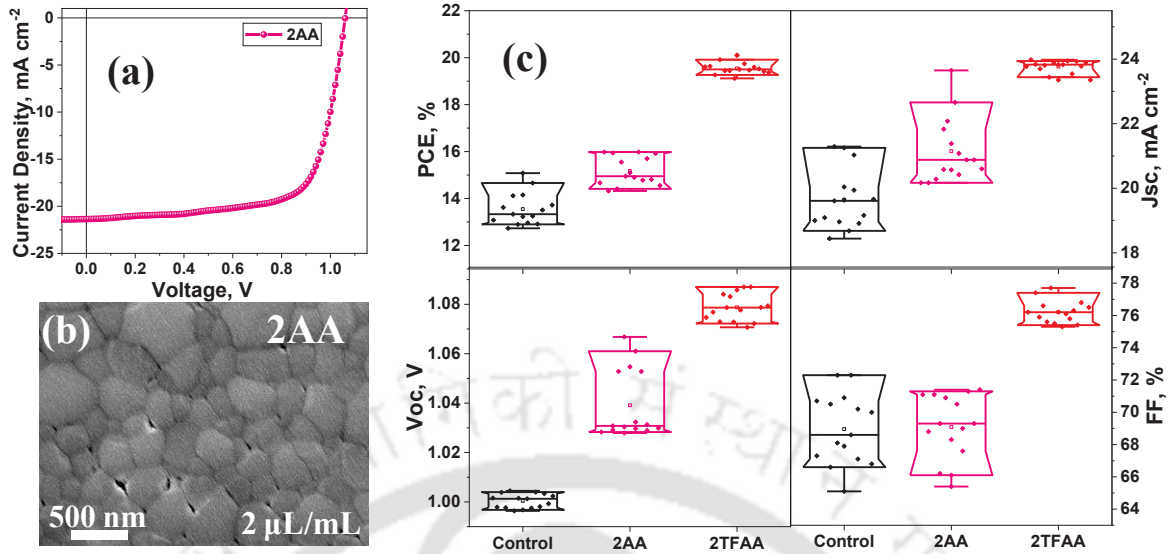 (a)
2AA
Current Density, mA cm⁻²
0
-5
-10
-15
-20
-25
0.0 0.2 0.4 0.6 0.8 1.0
Voltage, V
(b)
2AA
500 nm
2 µL/mL
(c)
PCE, %
22
20
18
16
14
12
Jsc, mA cm⁻²
24
22
20
18
Voc, V
1.08
1.06
1.04
1.02
1.00
FF, %
78
76
74
72
70
68
66
64
Control 2AA 2TFAA
Control 2AA 2TFAA